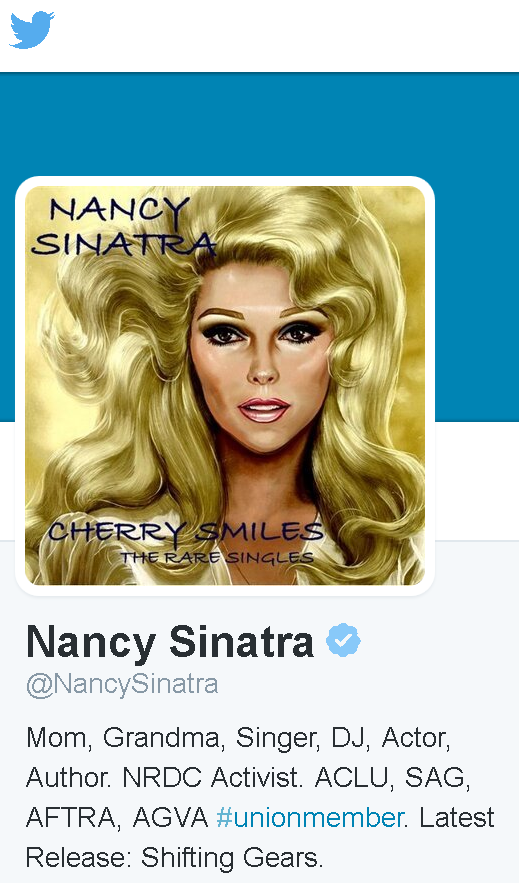 NANCY
SINATRA
CHERRY SMILES
THE RARE SINGLES
Nancy Sinatra
@NancySinatra
Mom, Grandma, Singer, DJ, Actor,
Author. NRDC Activist. ACLU, SAG,
AFTRA, AGVA #unionmember. Latest
Release: Shifting Gears.